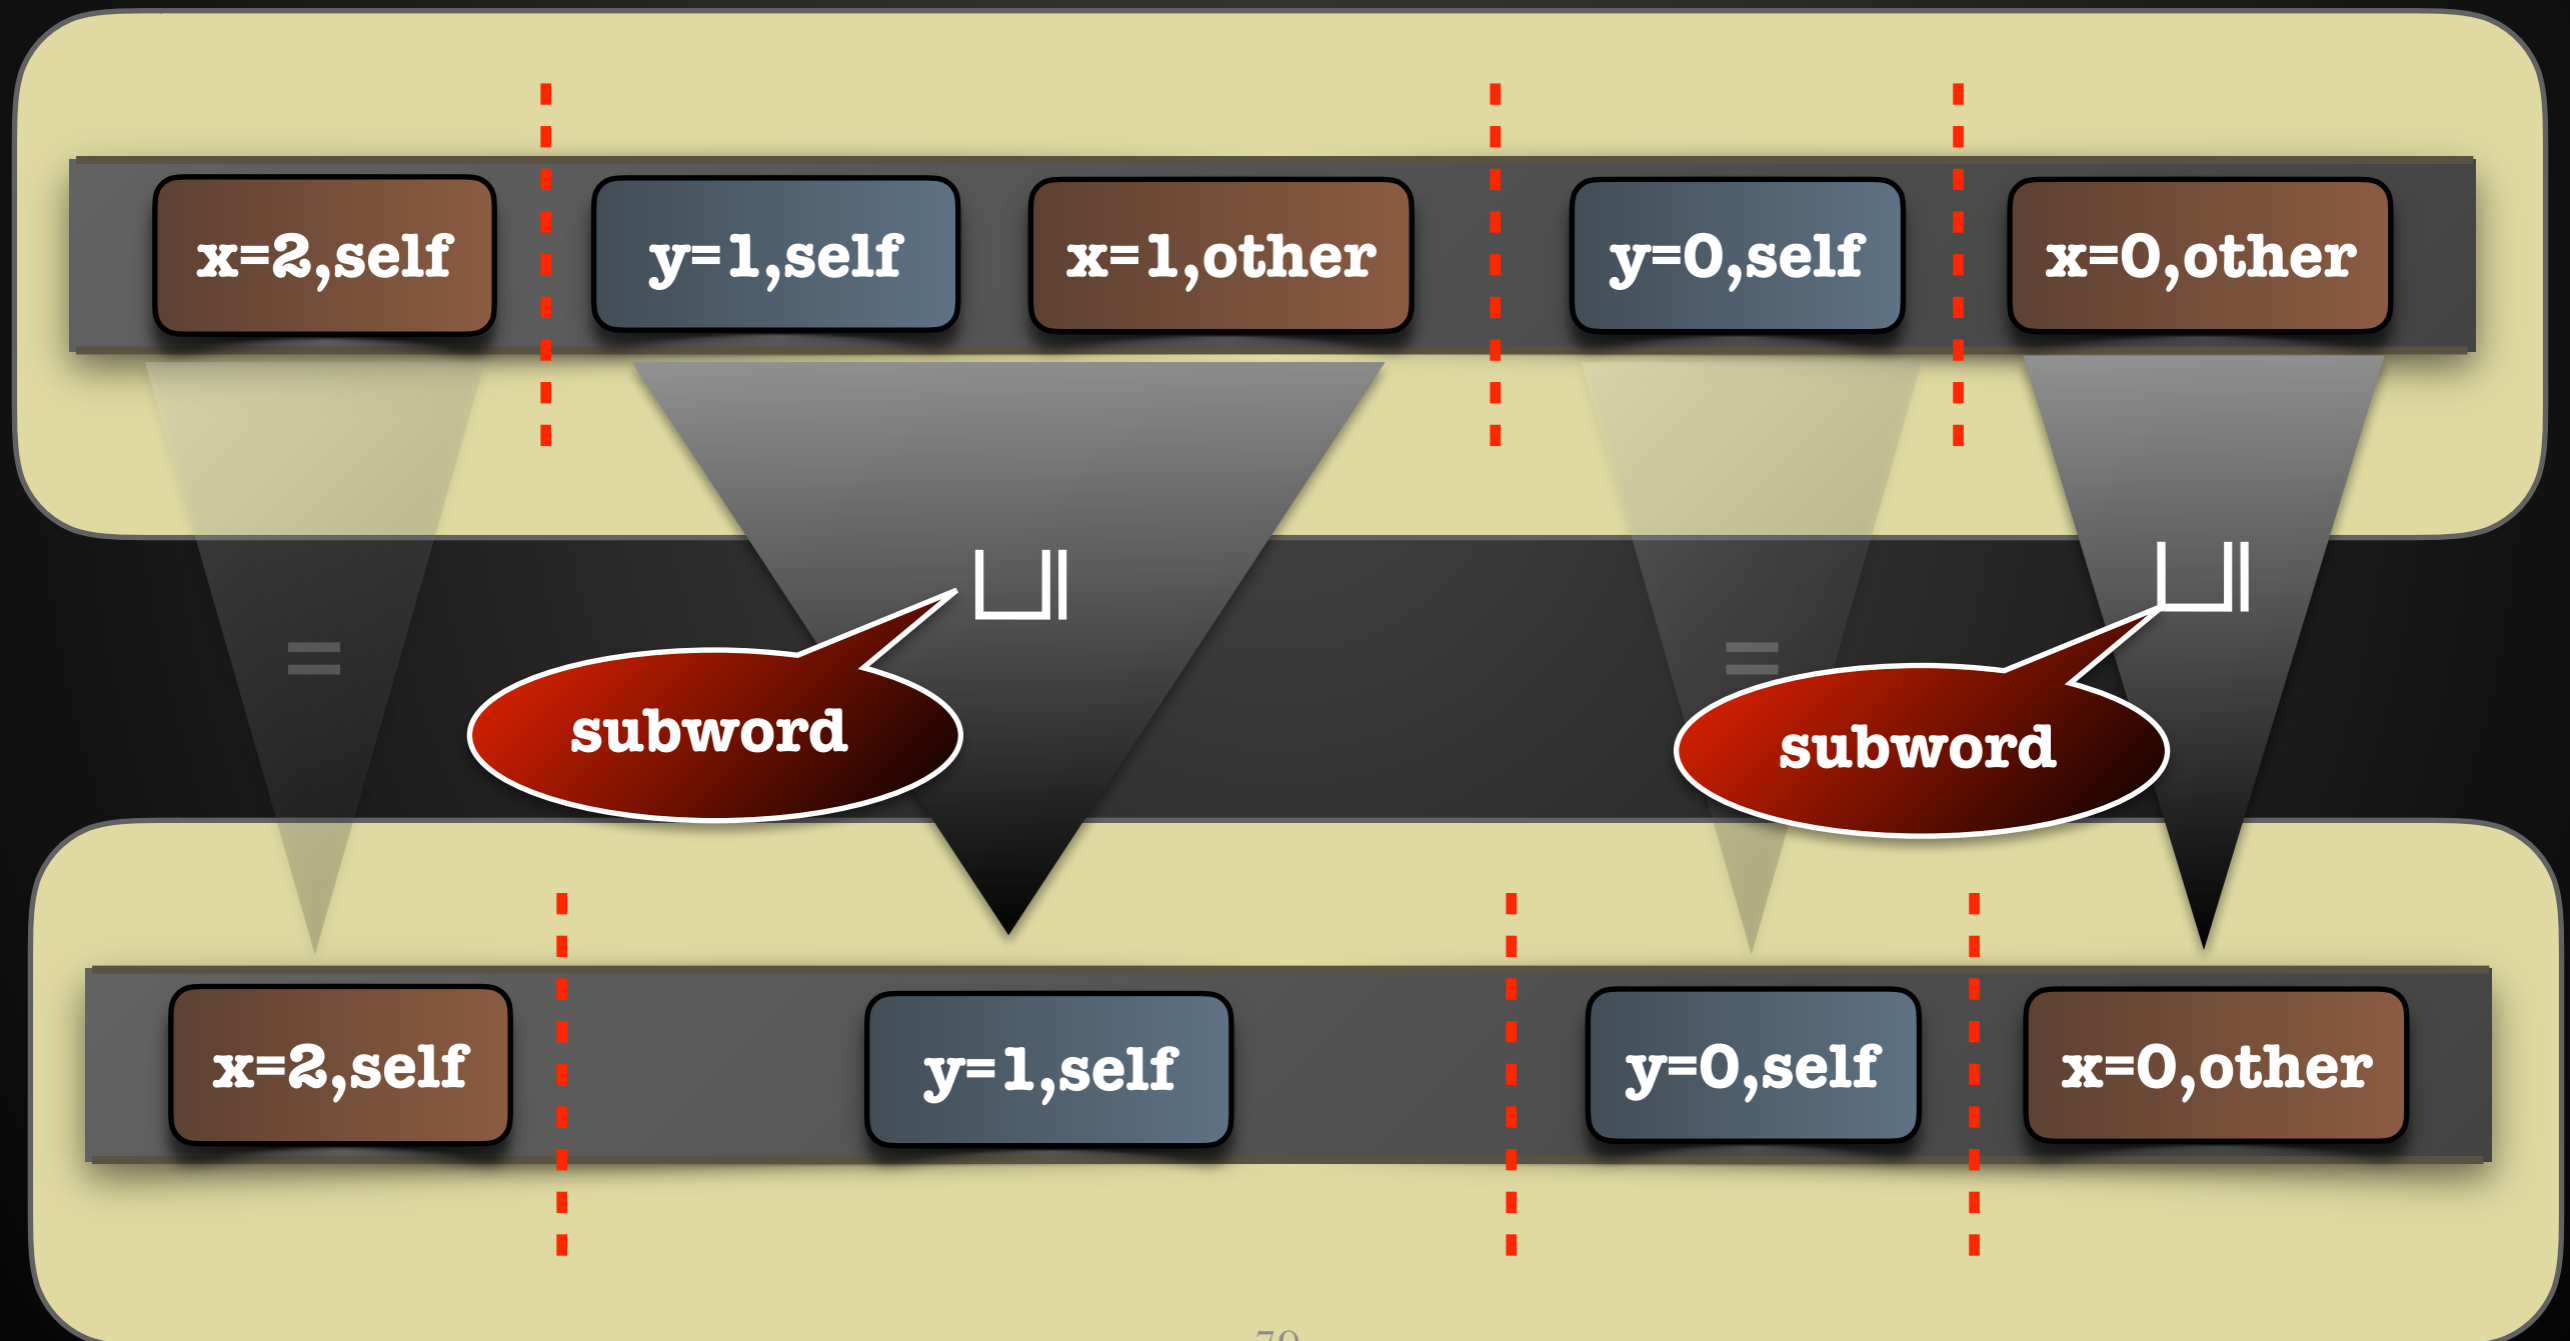 x=2,self
y=1,self
x=1,other
y=0,self
x=0,other
⊔||
⊔||
=
=
subword
subword
x=2,self
y=1,self
y=0,self
x=0,other